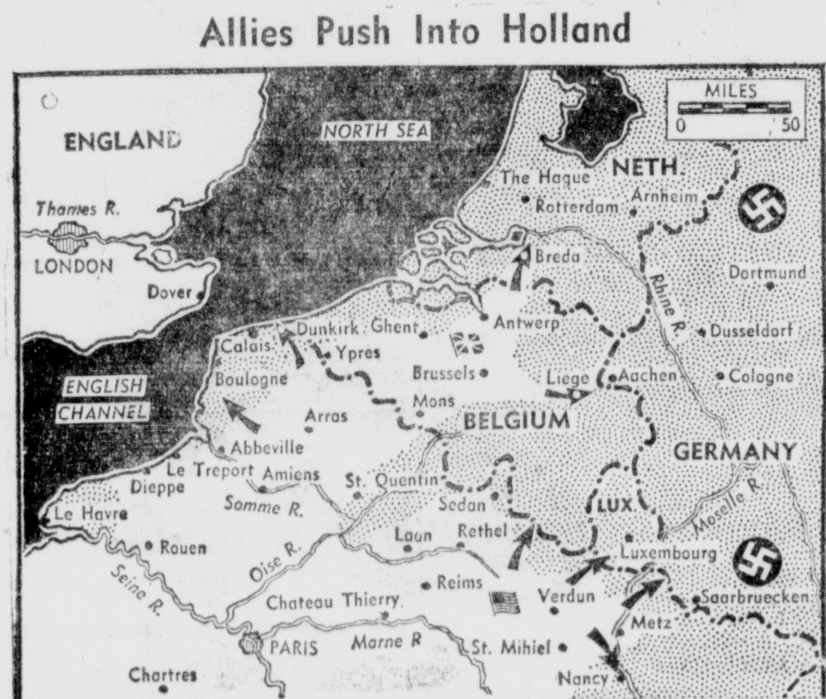 Allies Push Into Holland
MILES
0 50
NORTH SEA
ENGLAND
NETH.
The Hague
Arnheim
Rotterdam
Thames R.
LONDON
Breda
Dover
Rhine R.
Dortmund
Antwerp
Dunkirk
Ghent
Calais
Ypres
Dusseldorf
Boulogne
Brussels
Liege
Aachen
Cologne
ENGLISH
CHANNEL
Mons
Arras
BELGIUM
Abbeville
GERMANY
Le Treport
Amiens
Dieppe
St. Quentin
Somme R.
Sedan
LUX.
Moselle R.
Le Havre
Rouen
Laon
Rethel
Luxembourg
Oise R.
Seine R.
Reims
Verdun
Saarbruecken
Chateau Thierry
Metz
PARIS
Marne R
St. Mihiel
Chartres
Nancy